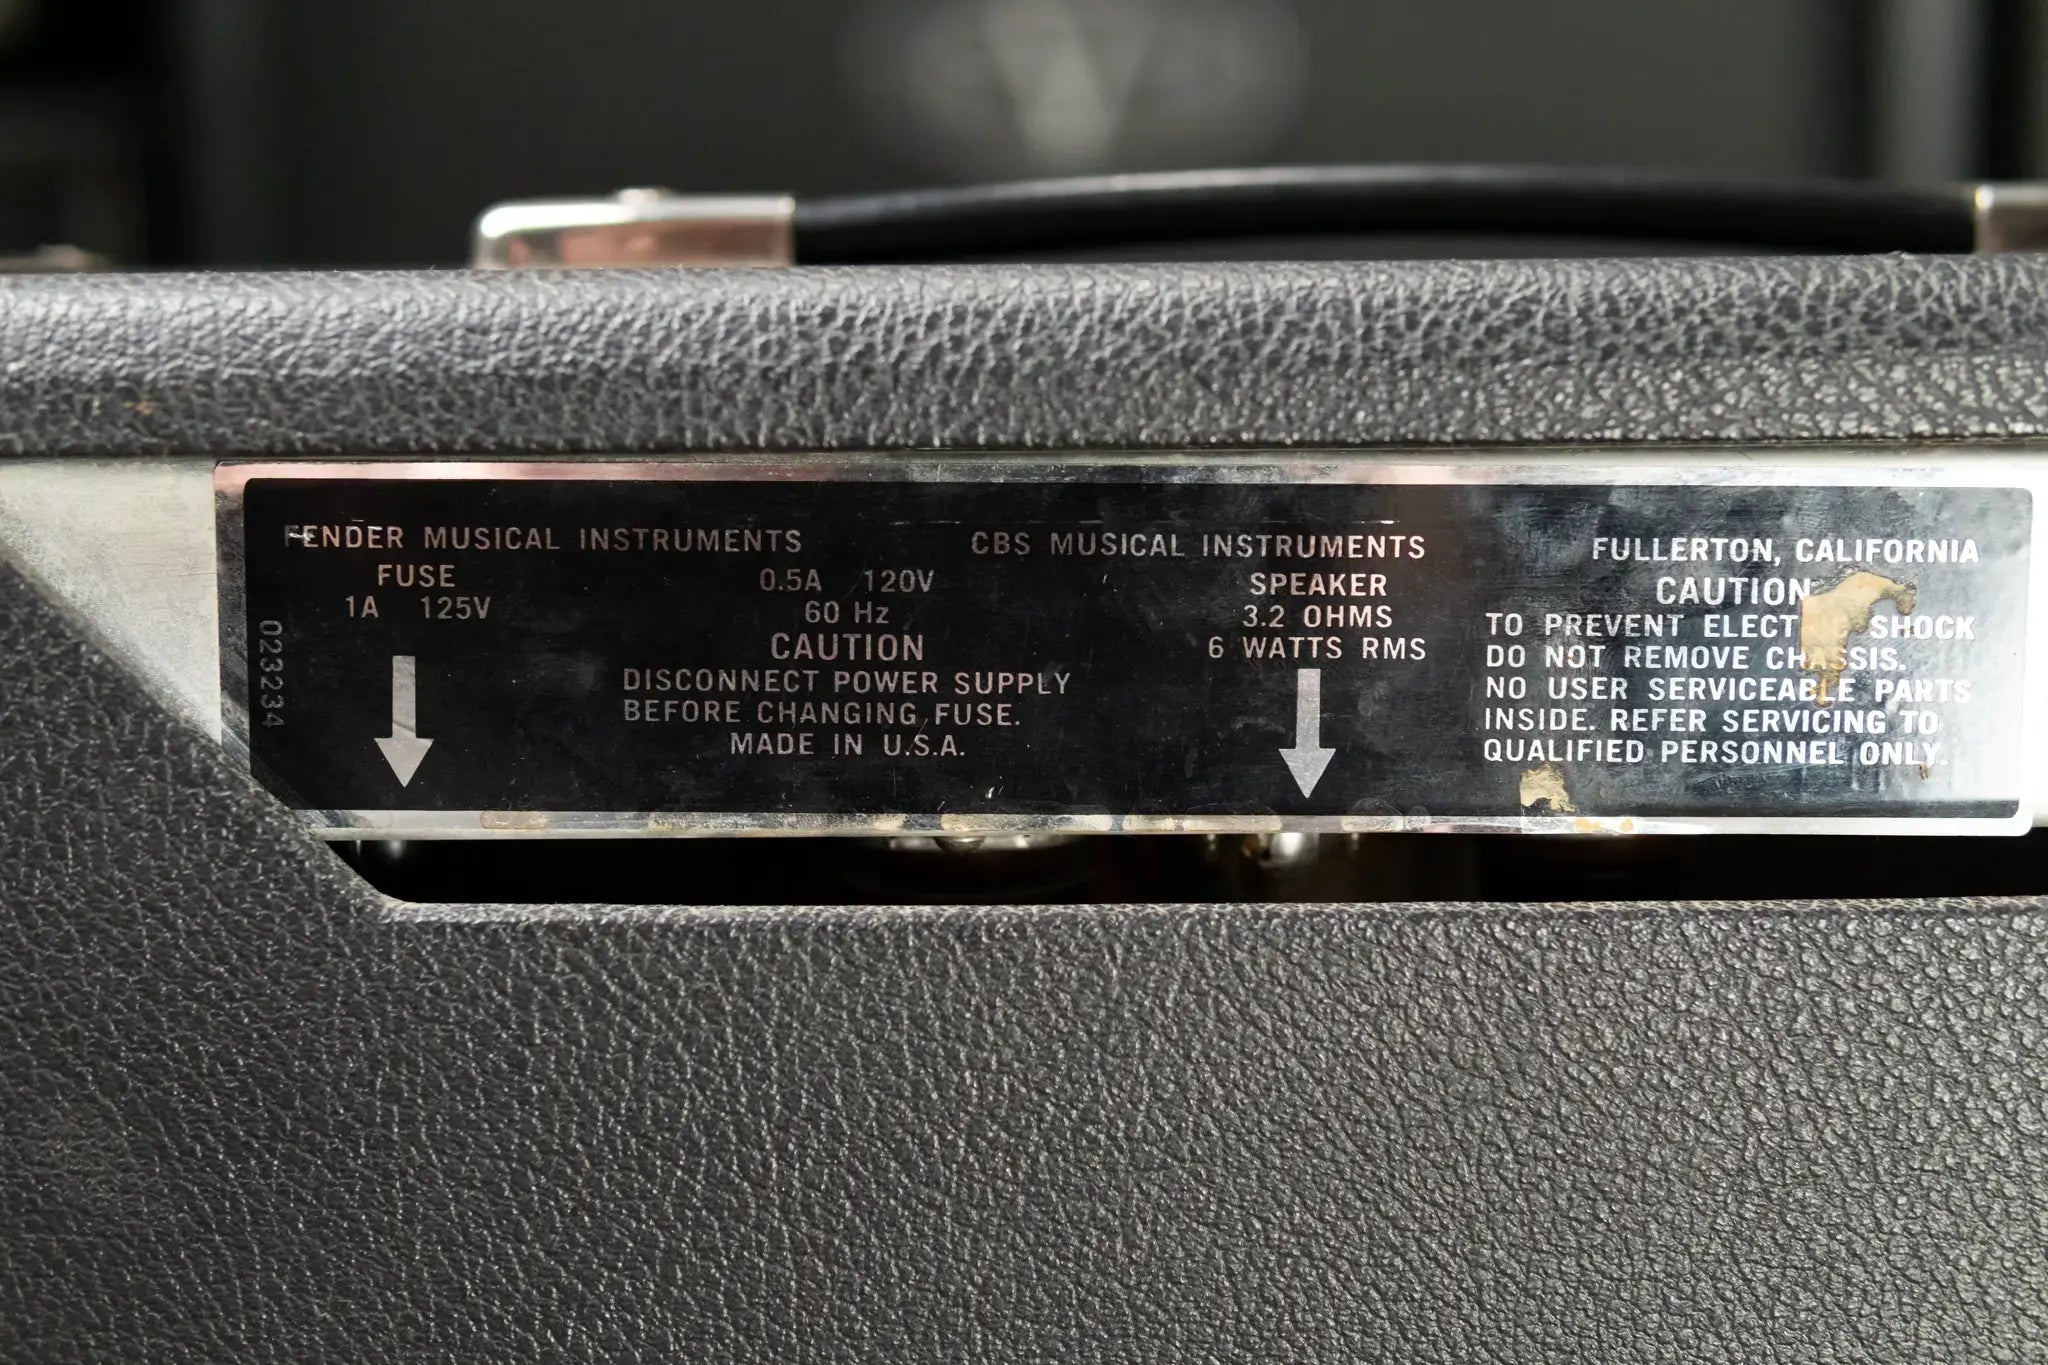 FENDER MUSICAL INSTRUMENTS
CBS MUSICAL INSTRUMENTS
FULLERTON, CALIFORNIA
FUSE
1A 125V
023234
0.5A 120V
60 Hz
CAUTION
DISCONNECT POWER SUPPLY
BEFORE CHANGING FUSE.
MADE IN U.S.A.
SPEAKER
3.2 OHMS
6 WATTS RMS
CAUTION
TO PREVENT SHOCK
DO NOT REMOVE CHASSIS.
NO USER SERVICEABLE PARTS
INSIDE. REFER SERVICING TO
QUALIFIED PERSONNEL ONLY.